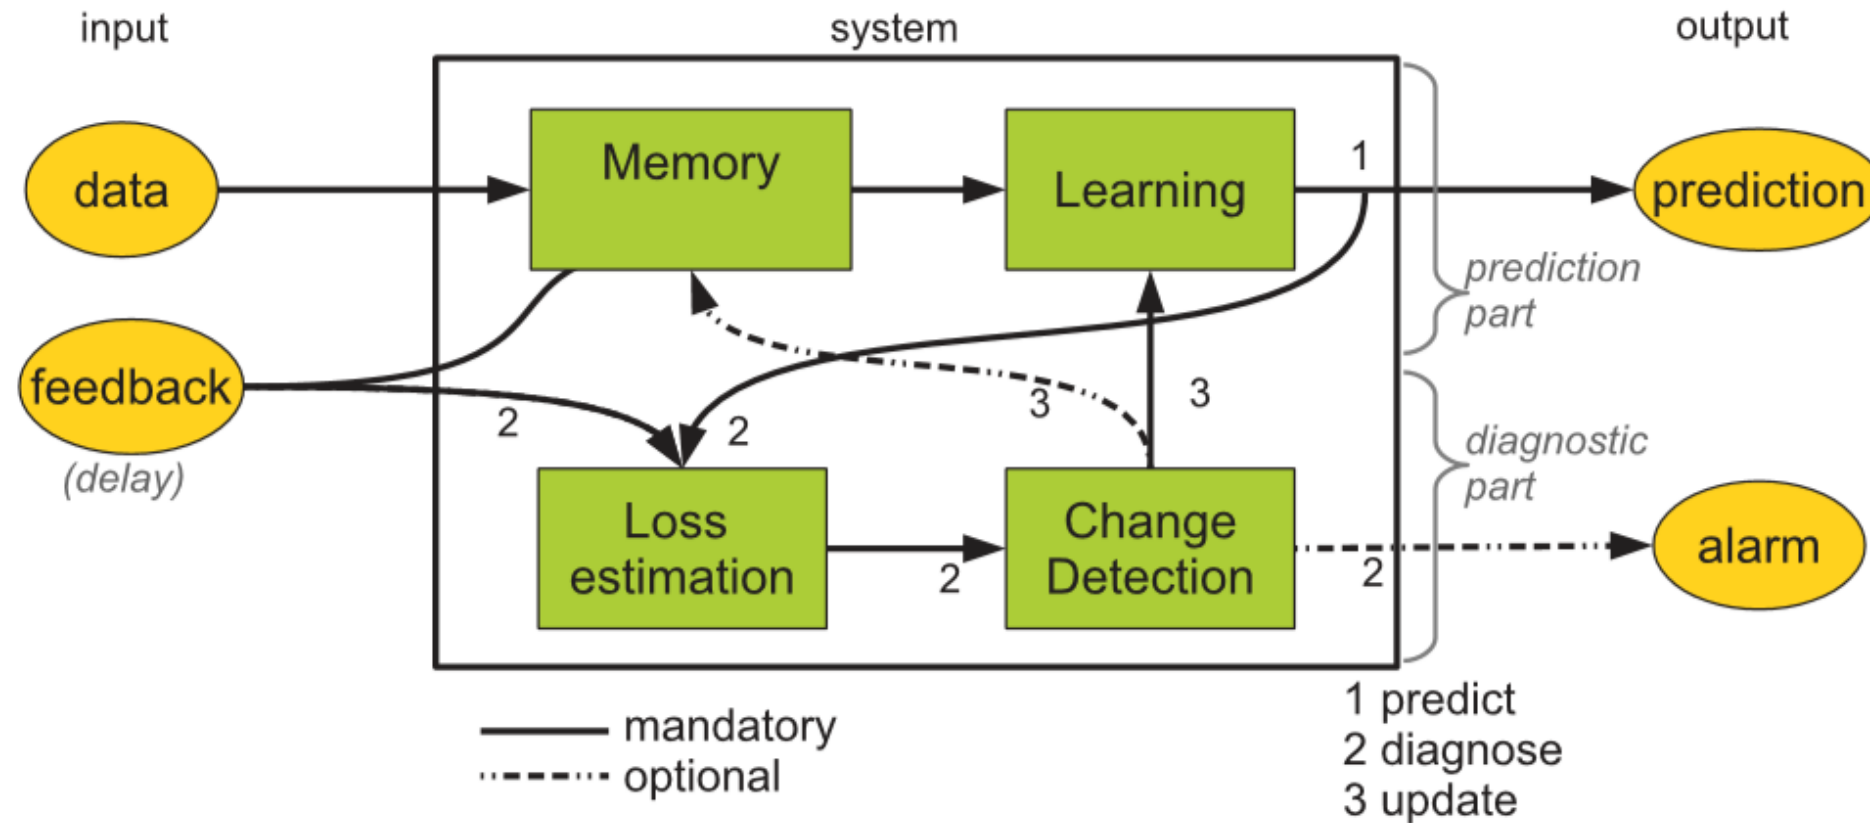 input
system
output
data
Memory
Learning
1
prediction
prediction
part
feedback
(delay)
2
2
3
3
diagnostic
part
Loss
estimation
2
Change
Detection
2
alarm
mandatory
optional
1 predict
2 diagnose
3 update